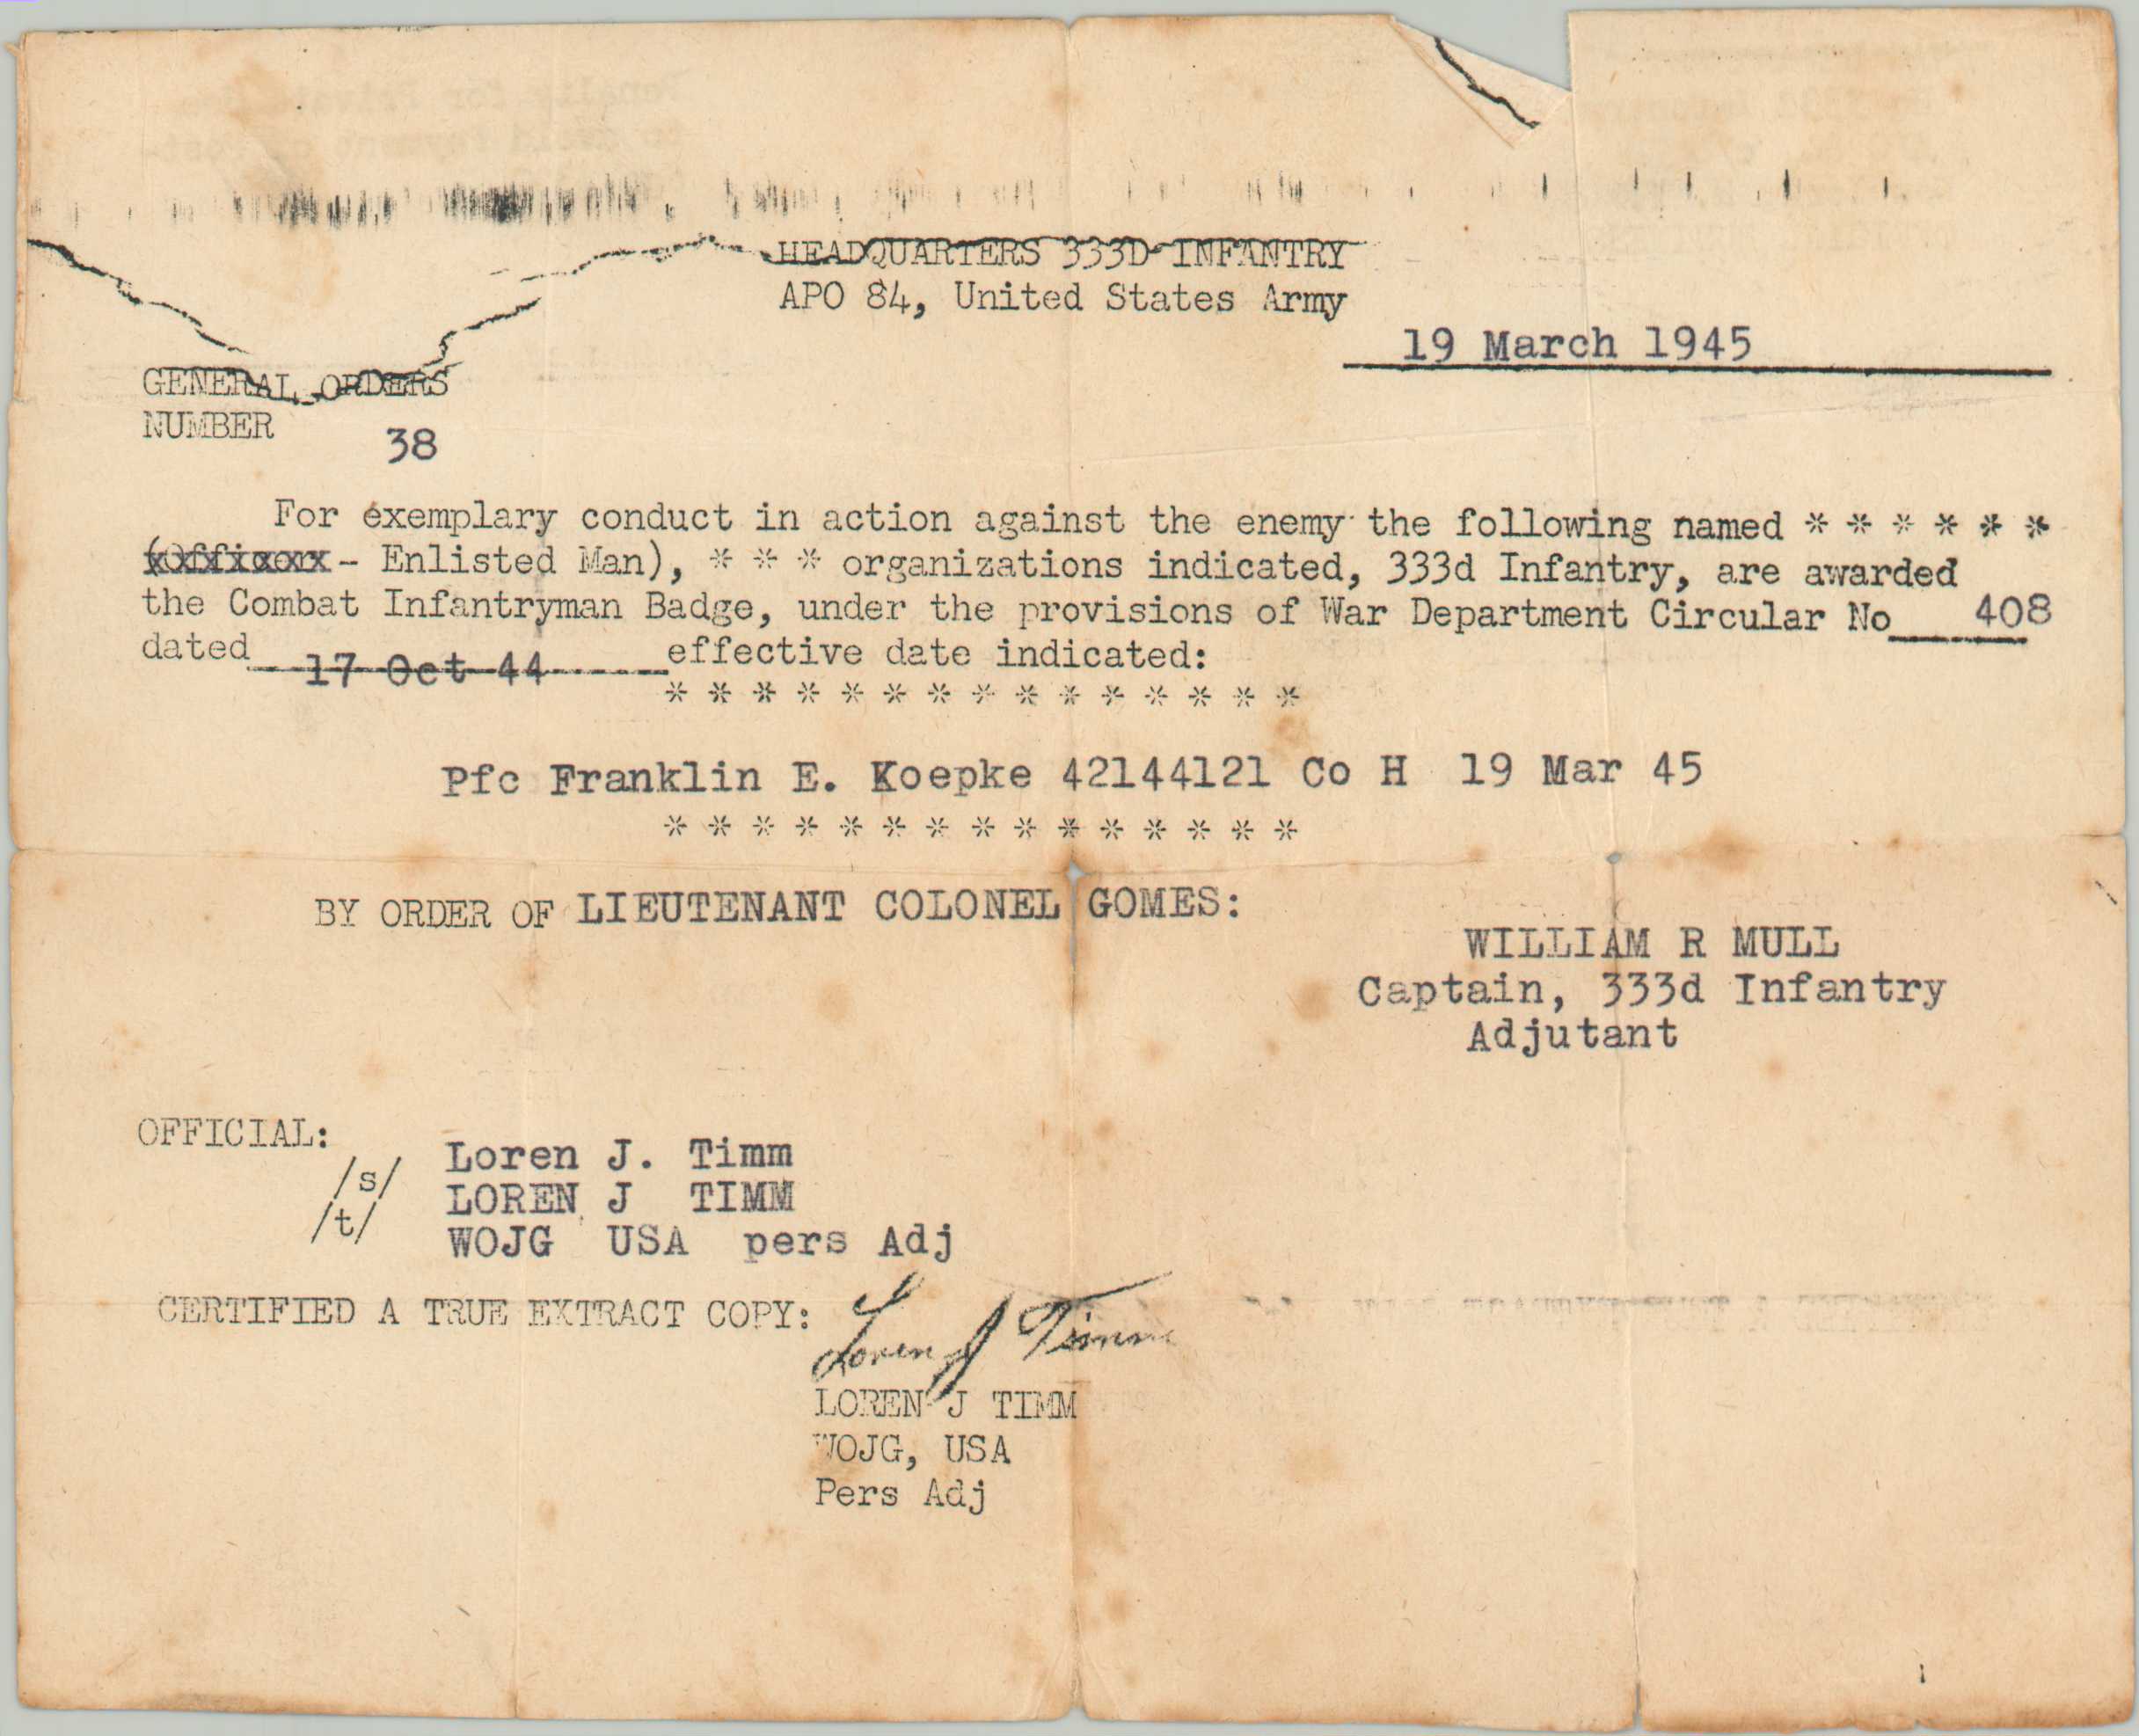 HEADQUARTERS 333D INFANTRY
APO 84, United States Army
19 March 1945
GENERAL ORDERS
NUMBER
38
For exemplary conduct in action against the enemy the following named * * * * * *
(Officer - Enlisted Man), * * * organizations indicated, 333d Infantry, are awarded
the Combat Infantryman Badge, under the provisions of War Department Circular No 408
dated 17 Oct 44 effective date indicated:
* * * * * * * * * * * * * * *
Pfc Franklin E. Koepke 42144121 Co H 19 Mar 45
* * * * * * * * * * * * * * *
BY ORDER OF LIEUTENANT COLONEL GOMES:
WILLIAM R MULL
Captain, 333d Infantry
Adjutant
OFFICIAL:
/s/ Loren J. Timm
/t/ LOREN J TIMM
WOJG USA pers Adj
CERTIFIED A TRUE EXTRACT COPY:
Loren J Timm
LOREN J TIMM
WOJG, USA
Pers Adj